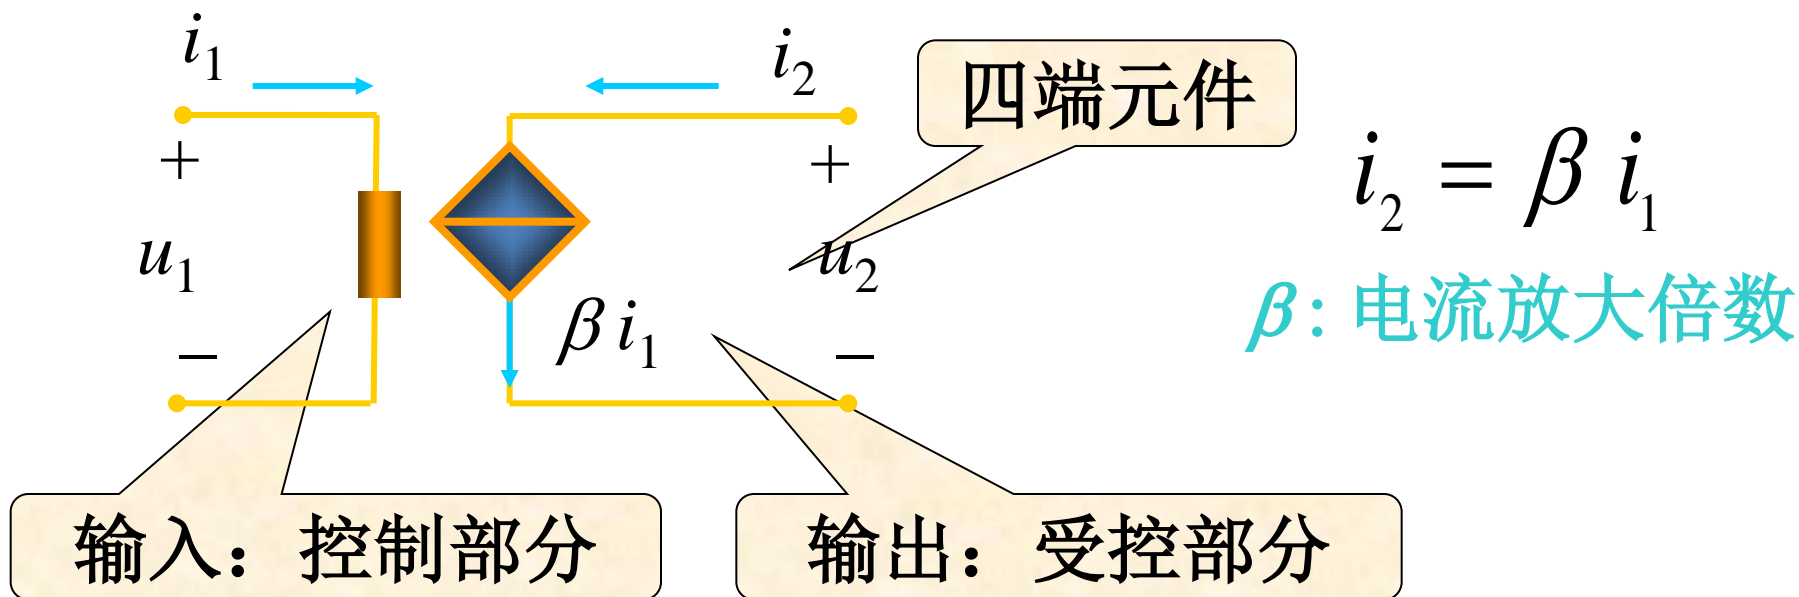 i₁
i₂
四端元件
+
+
i₂ = β i₁
u₁
u₂
β: 电流放大倍数
β i₁
−
−
输入：控制部分
输出：受控部分